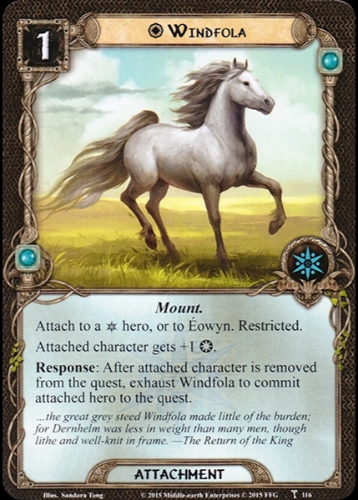 1
WINDFOLA
Mount.
Attach to a hero, or to Éowyn. Restricted.
Attached character gets +1 .
Response: After attached character is removed
from the quest, exhaust Windfola to commit
attached hero to the quest.
...the great grey steed Windfola made little of the burden;
for Dernhelm was less in weight than many men, though
lithe and well-knit in frame. —The Return of the King
ATTACHMENT
Illus. Sandara Tang © 2015 Middle-earth Enterprises © 2015 FFG 116